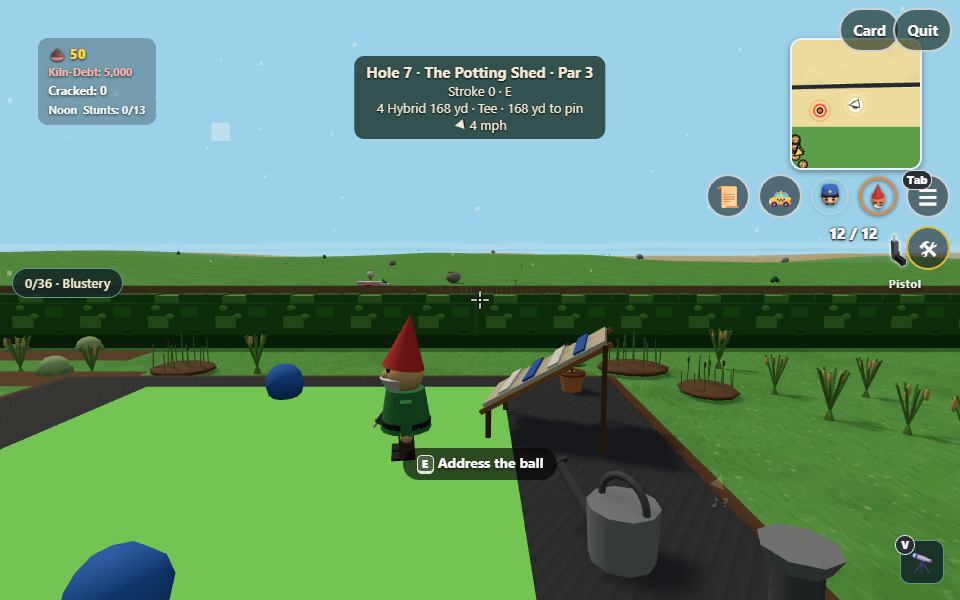 50
Kiln-Debt: 5,000
Cracked: 0
Noon Stunts: 0/13
Hole 7 · The Potting Shed · Par 3
Stroke 0 · E
4 Hybrid 168 yd · Tee · 168 yd to pin
4 mph
Card
Quit
Tab
12 / 12
Pistol
0/36 · Blustery
E Address the ball
♪?
V